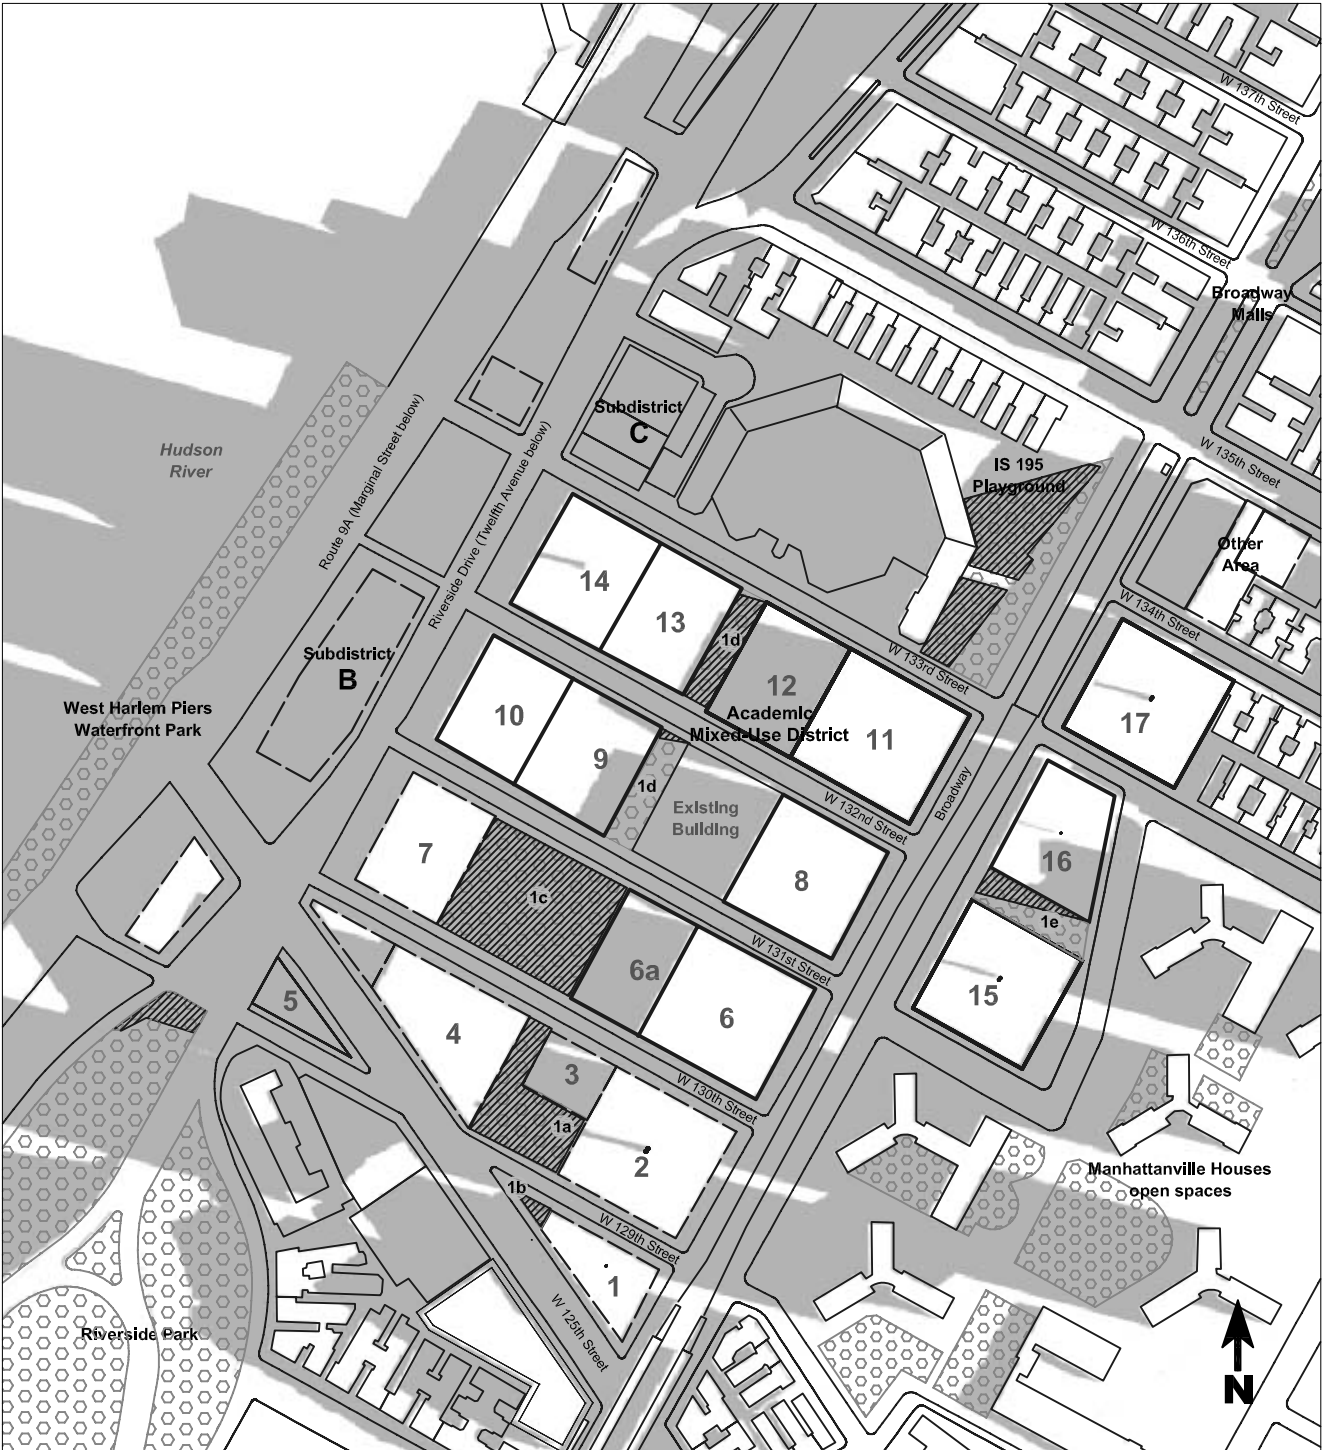 W 137th Street
W 136th Street
Broadway
Malls
Subdistrict
C
Hudson
River
Route 9A (Marginal Street below)
Riverside Drive (Twelfth Avenue below)
W 135th Street
IS 195
Playground
Other
Area
14
13
1d
12
W 133rd Street
W 134th Street
Subdistrict
B
West Harlem Piers
Waterfront Park
10
9
Academic
Mixed-Use District
11
17
1d
Existing
Building
W 132nd Street
Broadway
7
1c
8
16
1e
W 131st Street
6a
15
5
4
6
3
W 130th Street
1a
2
Manhattanville Houses
open spaces
1b
W 129th Street
1
Riverside Park
W 125th Street
N